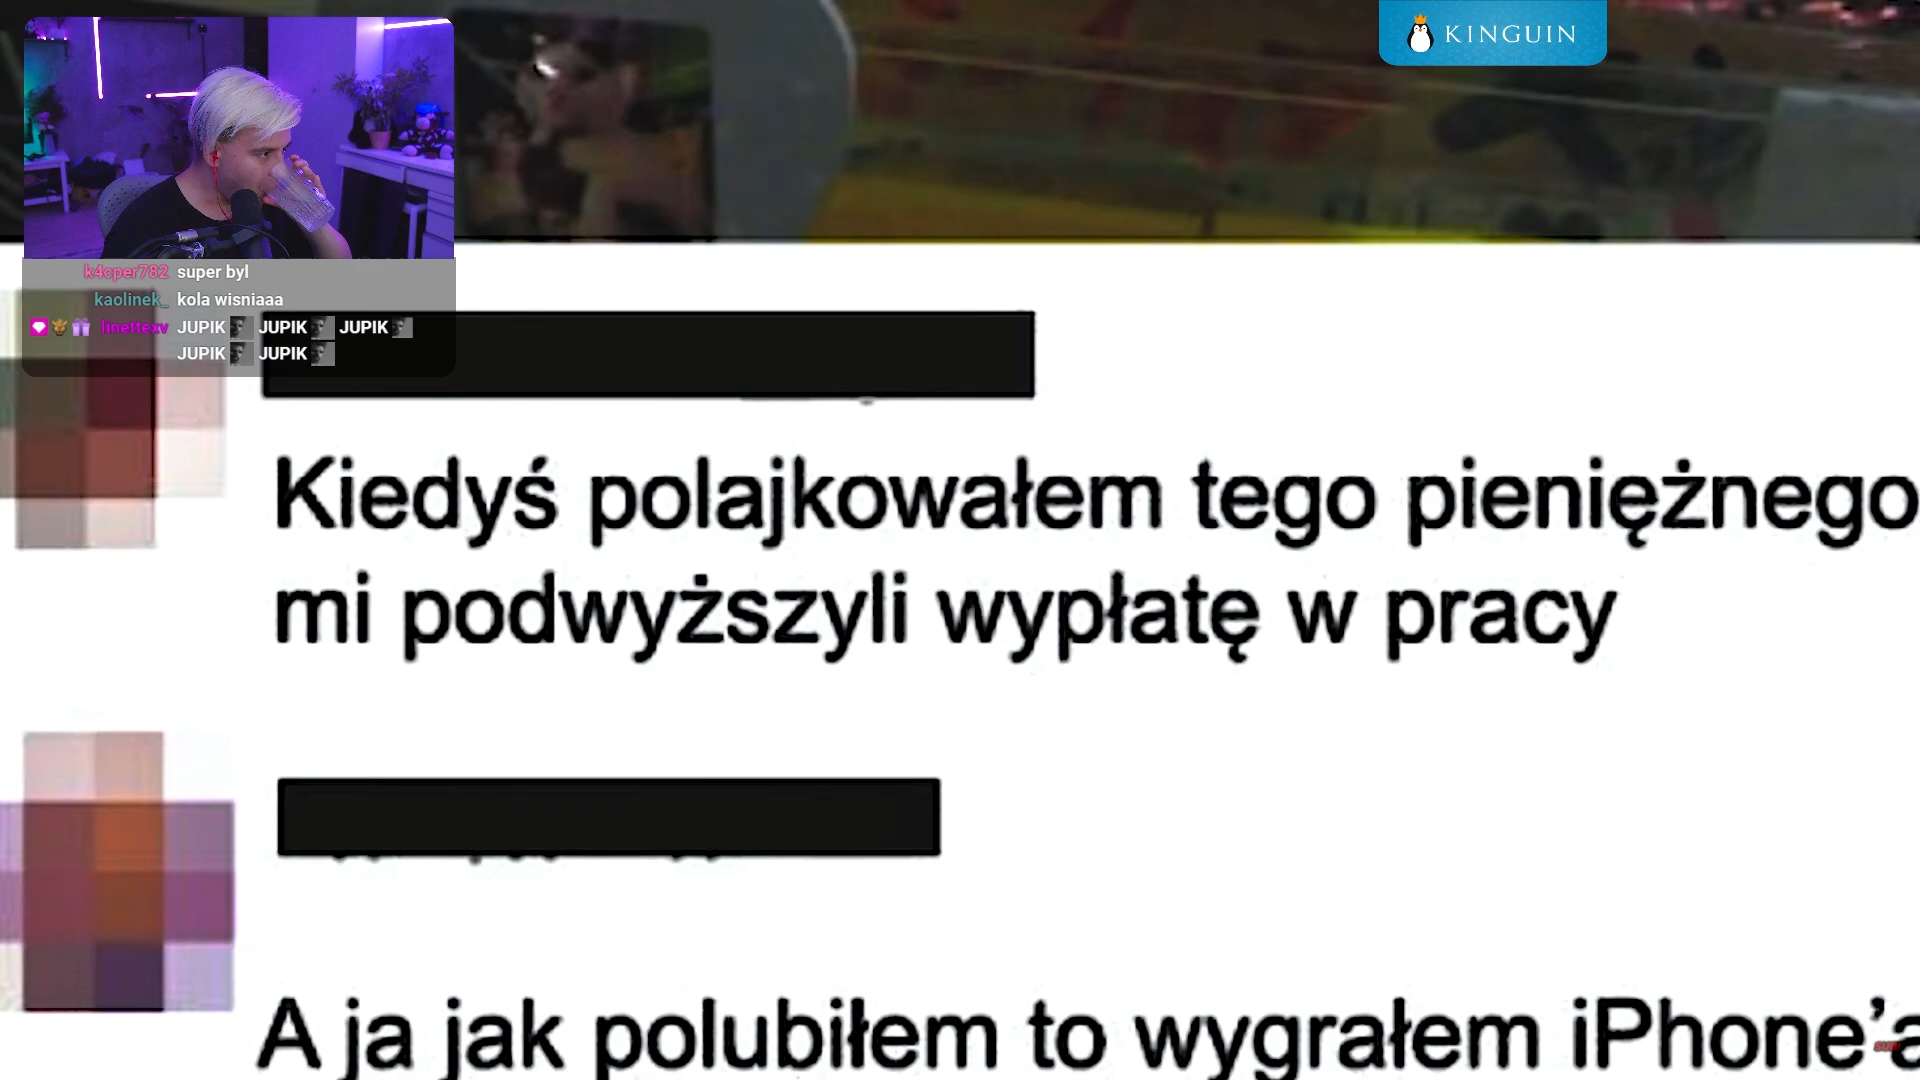 KINGUIN
k4cper782 super byl
kaolinek_ kola wisniaaa
linettexv JUPIK JUPIK JUPIK
JUPIK JUPIK
Kiedyś polajkowałem tego pieniężnego
mi podwyższyli wypłatę w pracy
A ja jak polubiłem to wygrałem iPhone'a